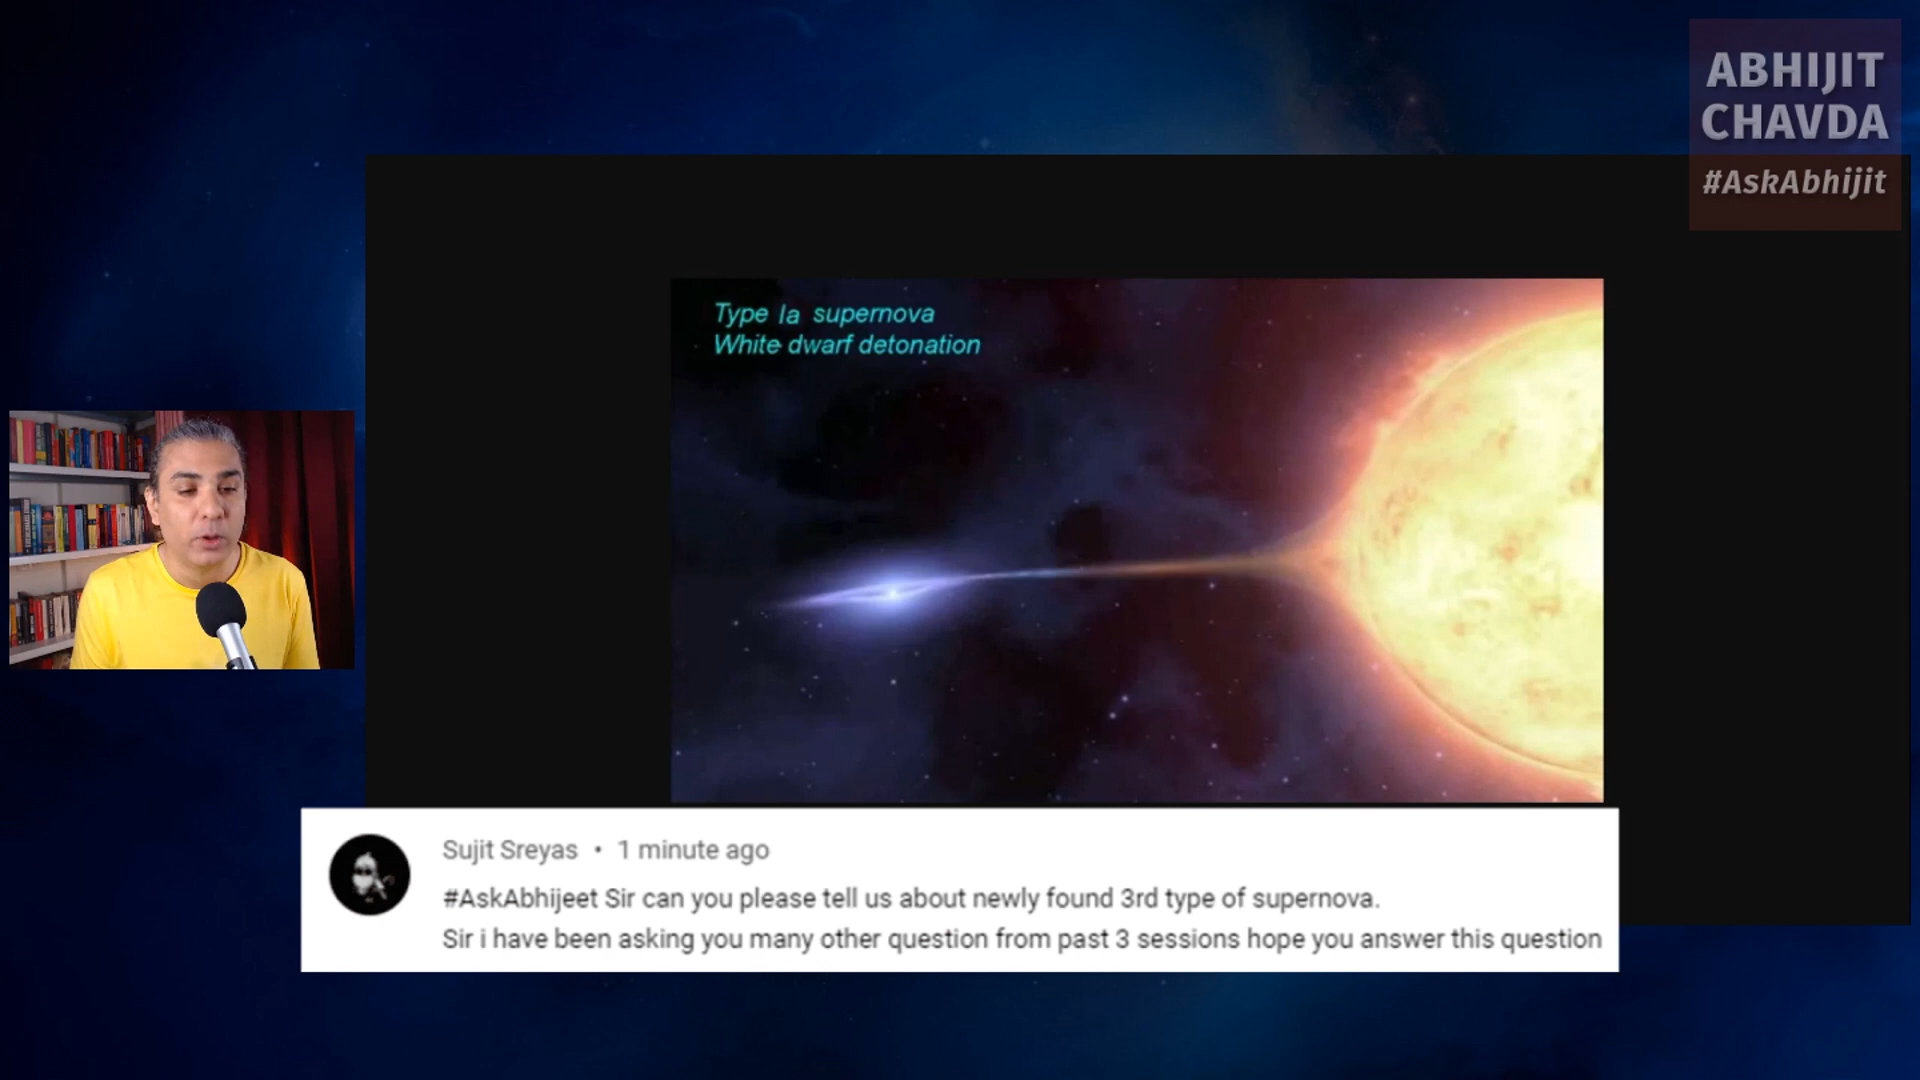 ABHIJIT
CHAVDA
#AskAbhijit
Type Ia supernova
White dwarf detonation
Sujit Sreyas • 1 minute ago
#AskAbhijeet Sir can you please tell us about newly found 3rd type of supernova.
Sir i have been asking you many other question from past 3 sessions hope you answer this question